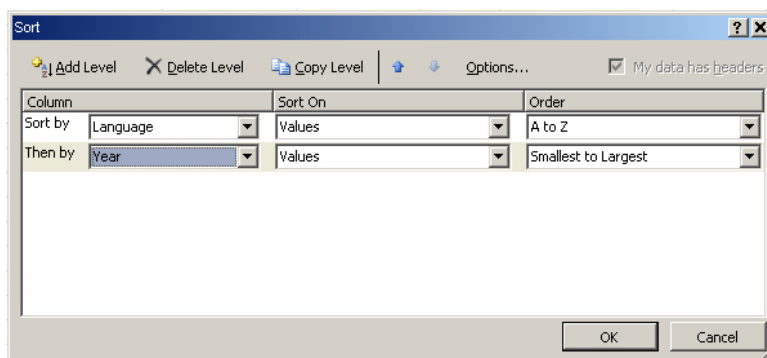 Sort
Add Level Delete Level Copy Level Options... My data has headers
Column Sort On Order
Sort by Language Values A to Z
Then by Year Values Smallest to Largest
OK Cancel